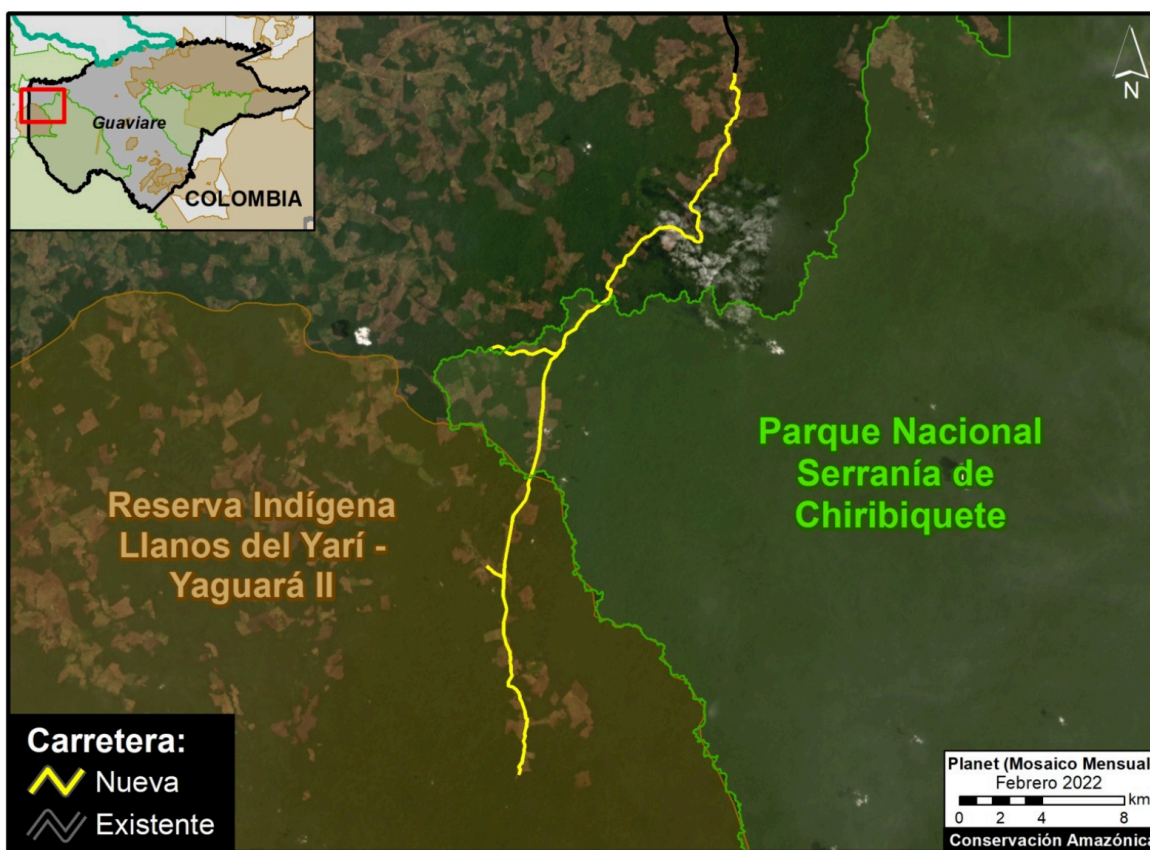 Guaviare
COLOMBIA
N
Parque Nacional
Serranía de
Chiribiquete
Reserva Indígena
Llanos del Yarí -
Yaguará II
Carretera:
Nueva
Existente
Planet (Mosaico Mensual
Febrero 2022
km
0 2 4 8
Conservación Amazónica